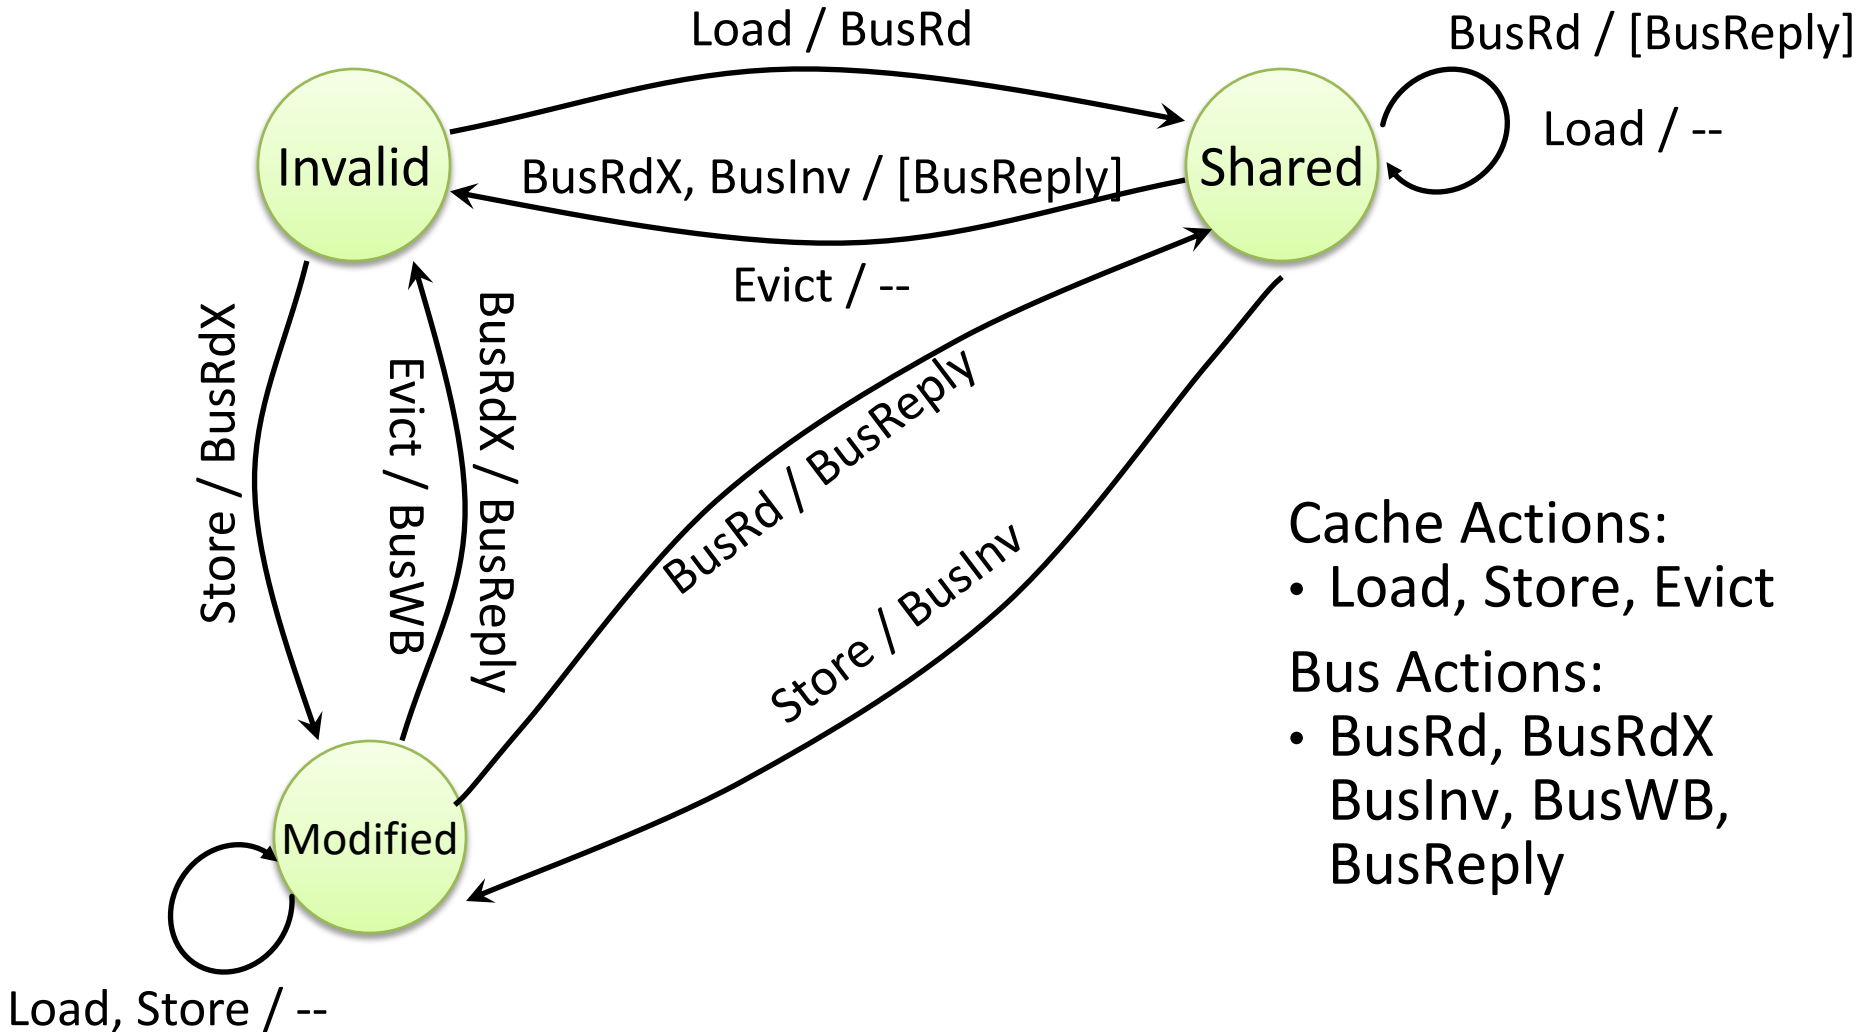 Load / BusRd
BusRd / [BusReply]
Load / --
Invalid
BusRdX, BusInv / [BusReply]
Shared
Evict / --
Store / BusRdX
Evict / BusWB
BusRdX / BusReply
BusRd / BusReply
Store / BusInv
Cache Actions:
• Load, Store, Evict
Bus Actions:
• BusRd, BusRdX
BusInv, BusWB,
BusReply
Modified
Load, Store / --